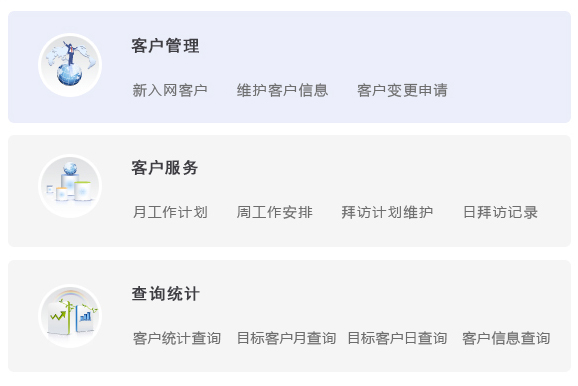 客户管理
新入网客户 维护客户信息 客户变更申请
客户服务
月工作计划 周工作安排 拜访计划维护 日拜访记录
查询统计
客户统计查询 目标客户月查询 目标客户日查询 客户信息查询